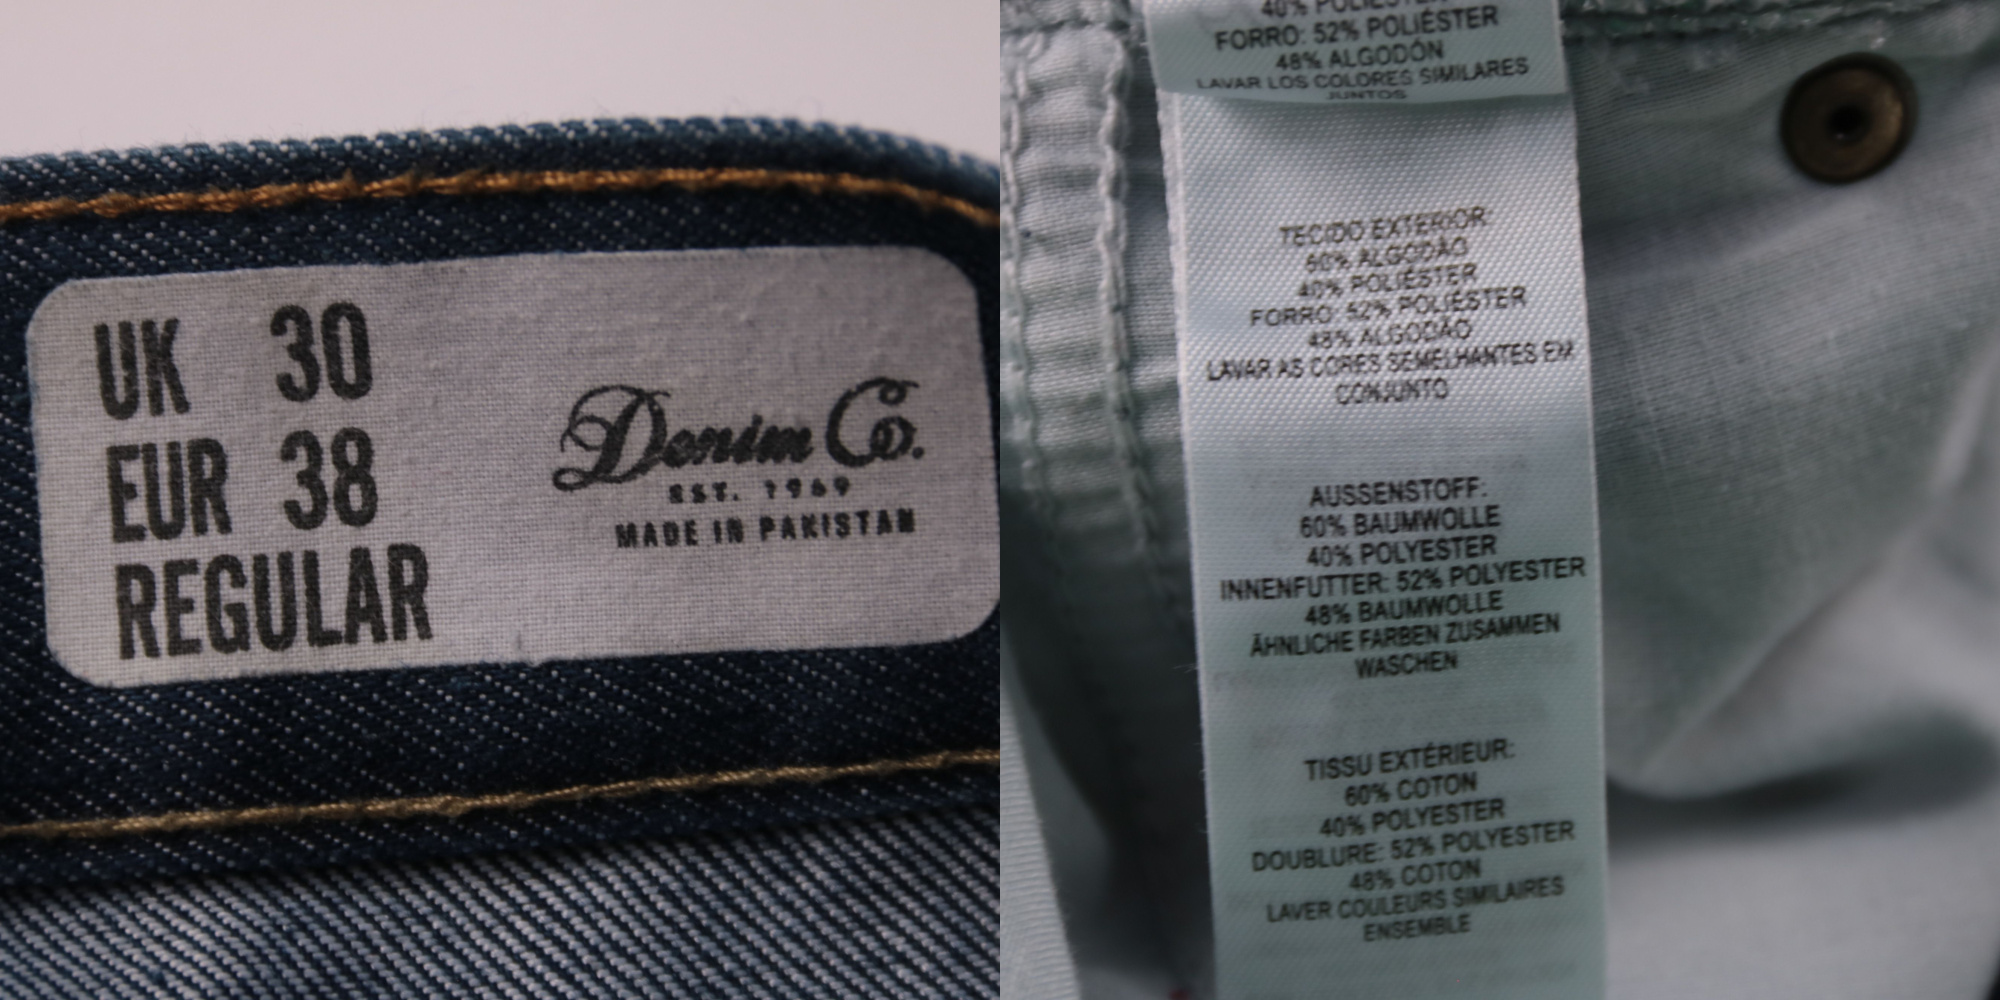 UK 30
EUR 38
REGULAR
Denim Co.
EST. 1969
MADE IN PAKISTAN
40% POLIÉSTER
FORRO: 52% POLIÉSTER
48% ALGODÓN
LAVAR LOS COLORES SIMILARES
JUNTOS
TECIDO EXTERIOR:
60% ALGODÃO
40% POLIÉSTER
FORRO: 52% POLIÉSTER
48% ALGODÃO
LAVAR AS CORES SEMELHANTES EM
CONJUNTO
AUSSENSTOFF:
60% BAUMWOLLE
40% POLYESTER
INNENFUTTER: 52% POLYESTER
48% BAUMWOLLE
ÄHNLICHE FARBEN ZUSAMMEN
WASCHEN
TISSU EXTÉRIEUR:
60% COTON
40% POLYESTER
DOUBLURE: 52% POLYESTER
48% COTON
LAVER COULEURS SIMILAIRES
ENSEMBLE